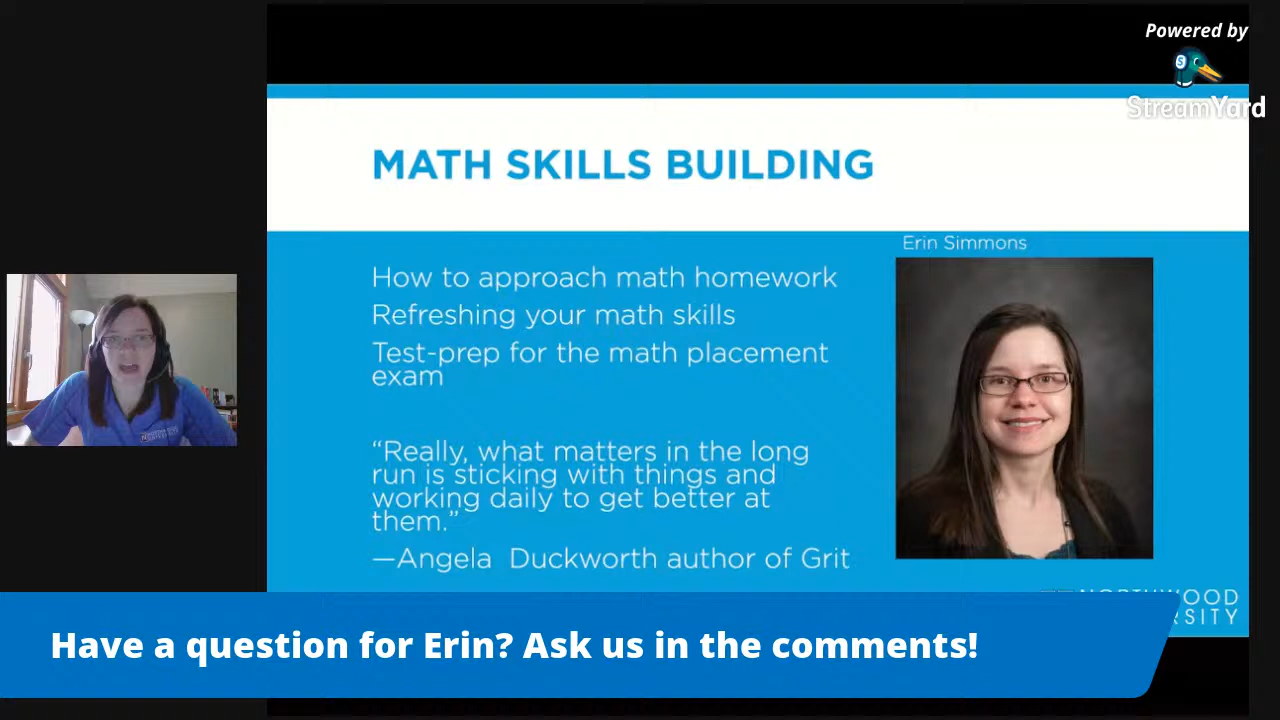 Powered by
StreamYard
MATH SKILLS BUILDING
Erin Simmons
How to approach math homework
Refreshing your math skills
Test-prep for the math placement
exam
“Really, what matters in the long
run is sticking with things and
working daily to get better at
them.”
—Angela Duckworth author of Grit
Have a question for Erin? Ask us in the comments!